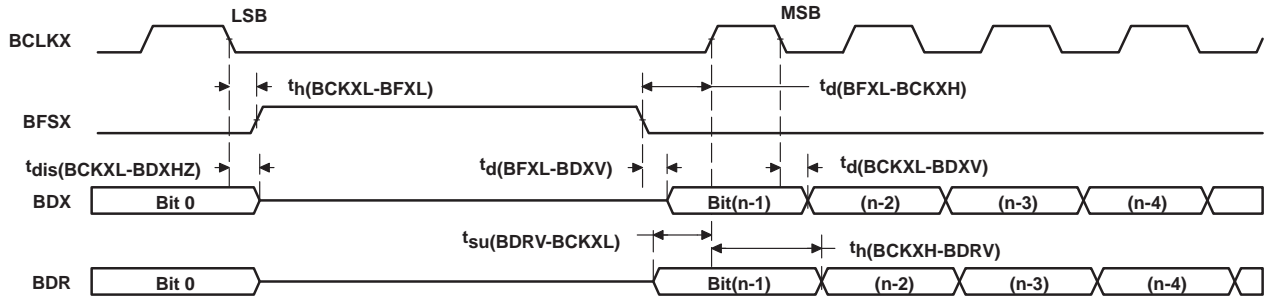 LSB MSB
BCLKX
th(BCKXL-BFXL) td(BFXL-BCKXH)
BFSX
tdis(BCKXL-BDXHZ) td(BFXL-BDXV) td(BCKXL-BDXV)
BDX Bit 0 Bit(n-1) (n-2) (n-3) (n-4)
tsu(BDRV-BCKXL) th(BCKXH-BDRV)
BDR Bit 0 Bit(n-1) (n-2) (n-3) (n-4)